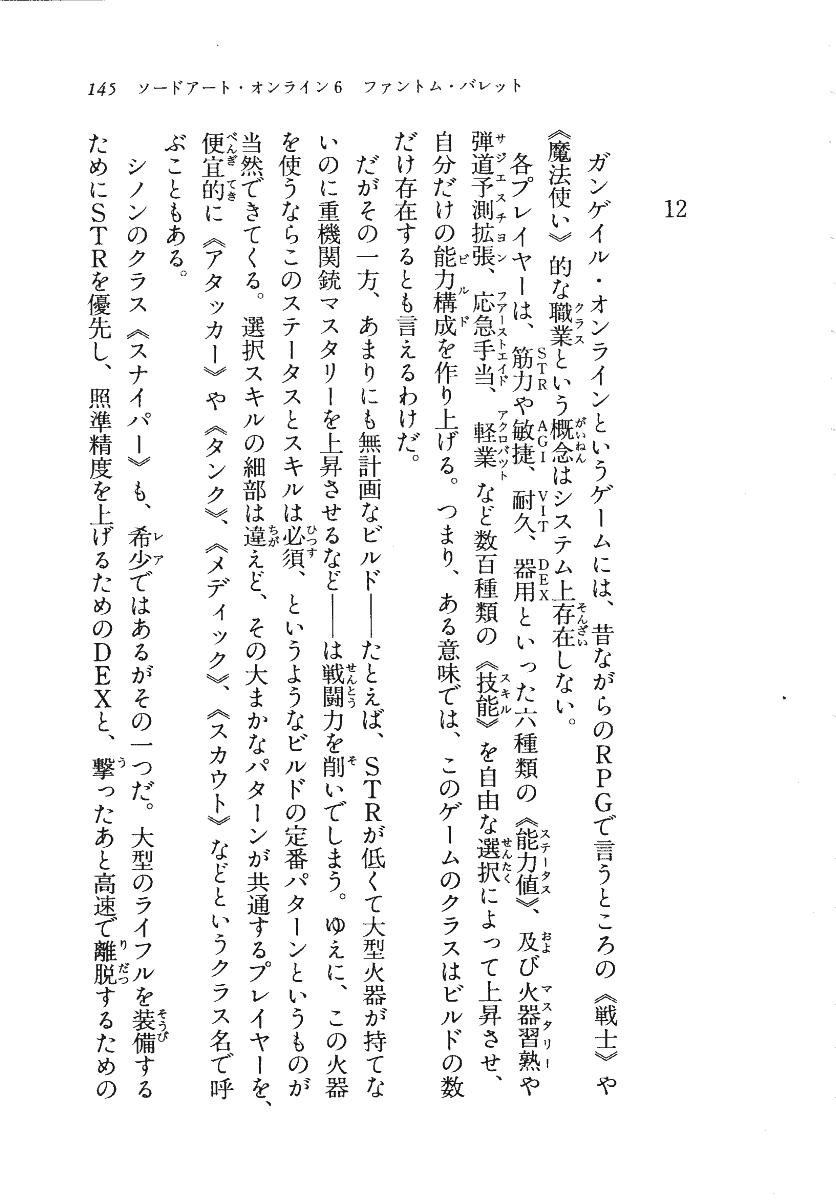 145 ソードアート・オンライン6 ファントム・バレット
12
ガンゲイル・オンラインというゲームには、昔ながらのRPGで言うところの《戦士》や
《魔法使い》的な職業という概念はシステム上存在しない。
各プレイヤーは、筋力や敏捷、耐久、器用といった六種類の《能力値》、及び火器習熟や
弾道予測拡張、応急手当、軽業など数百種類の《技能》を自由な選択によって上昇させ、
自分だけの能力構成を作り上げる。つまり、ある意味では、このゲームのクラスはビルドの数
だけ存在するとも言えるわけだ。
だがその一方、あまりにも無計画なビルド――たとえば、STRが低くて大型火器が持てな
いのに重機関銃マスタリーを上昇させるなど――は戦闘力を削いでしまう。ゆえに、この火器
を使うならこのステータスとスキルは必須、というようなビルドの定番パターンというものが
当然できてくる。選択スキルの細部は違えど、その大まかなパターンが共通するプレイヤーを、
便宜的に《アタッカー》や《タンク》、《メディック》、《スカウト》などというクラス名で呼
ぶこともある。
シノンのクラス《スナイパー》も、希少ではあるがその一つだ。大型のライフルを装備する
ためにSTRを優先し、照準精度を上げるためのDEXと、撃ったあと高速で離脱するための